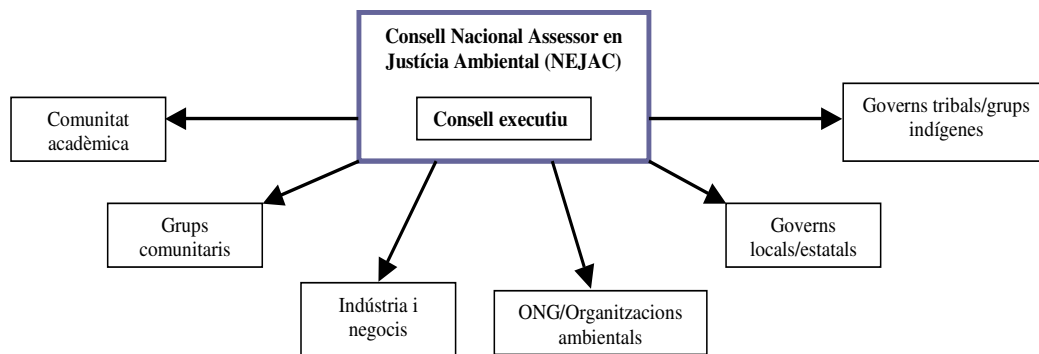 Consell Nacional Assessor en
Justícia Ambiental (NEJAC)
Consell executiu
Comunitat
acadèmica
Governs tribals/grups
indígenes
Grups
comunitaris
Governs
locals/estatals
Indústria i
negocis
ONG/Organitzacions
ambientals